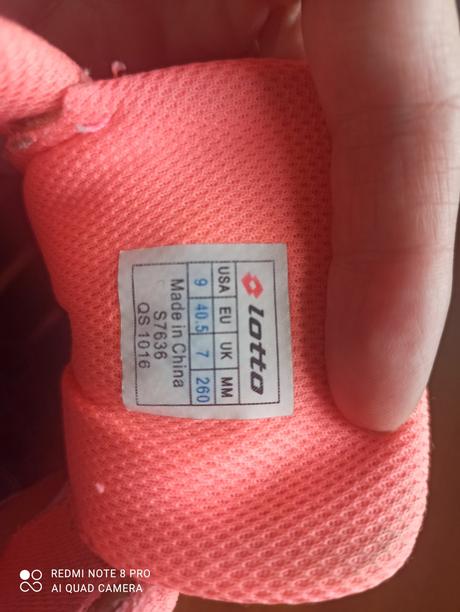 lotto
USA EU UK MM
9 40.5 7 260
Made in China
S7636
QS 1016
REDMI NOTE 8 PRO
AI QUAD CAMERA